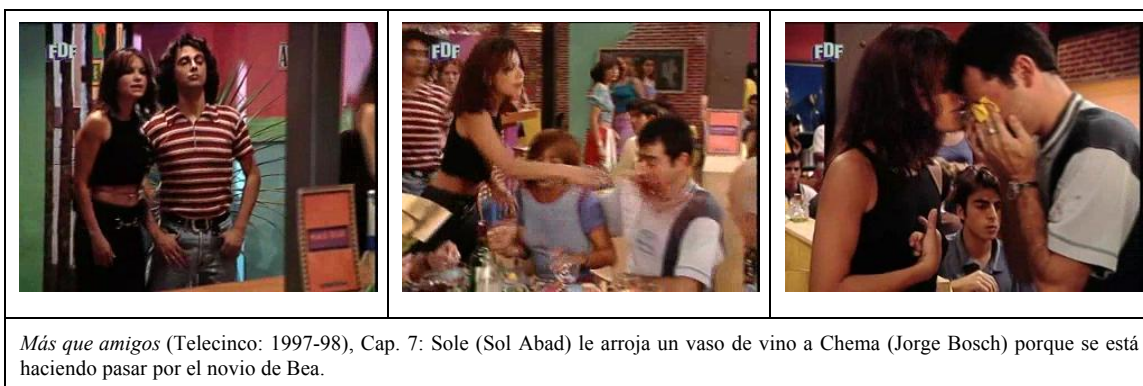 FDF
FDF
FDF
Más que amigos (Telecinco: 1997-98), Cap. 7: Sole (Sol Abad) le arroja un vaso de vino a Chema (Jorge Bosch) porque se está
haciendo pasar por el novio de Bea.